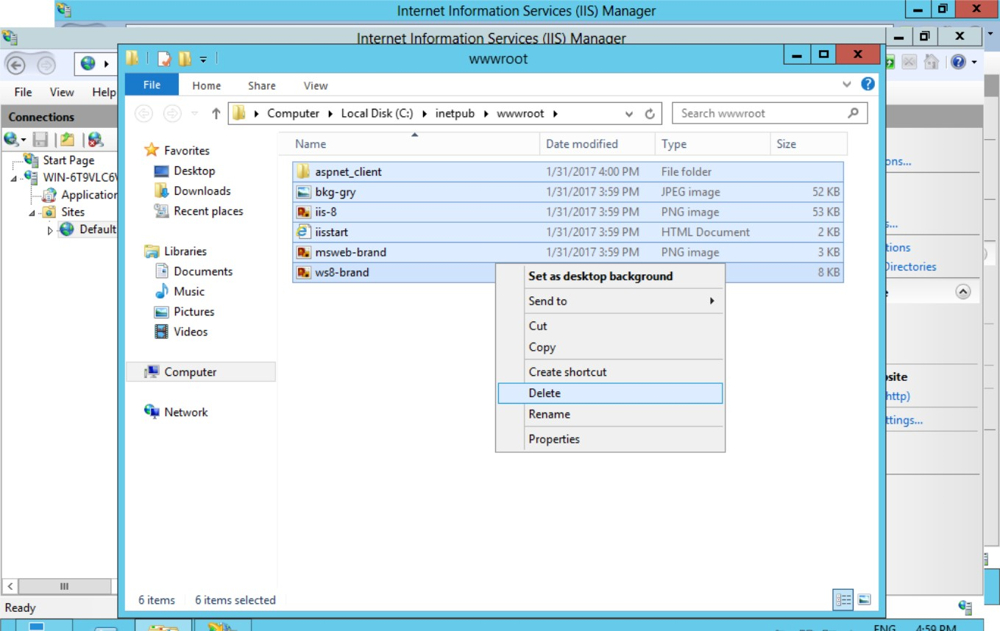 Internet Information Services (IIS) Manager
Internet Information Services (IIS) Manager
wwwroot
File Home Share View
File View Help
Computer Local Disk (C:) inetpub wwwroot
Search wwwroot
Connections
Name Date modified Type Size
Start Page
WIN-6T9VLC6V
Application
Sites
Default
Favorites
Desktop
Downloads
Recent places
Libraries
Documents
Music
Pictures
Videos
Computer
Network
aspnet_client 1/31/2017 4:00 PM File folder
bkg-gry 1/31/2017 3:59 PM JPEG image 52 KB
iis-8 1/31/2017 3:59 PM PNG image 53 KB
iisstart 1/31/2017 3:59 PM HTML Document 2 KB
msweb-brand 1/31/2017 3:59 PM PNG image 3 KB
ws8-brand 8 KB
Set as desktop background
Send to
Cut
Copy
Create shortcut
Delete
Rename
Properties
ons...
s...
tions
Directories
site
http)
ttings...
6 items 6 items selected
Ready
ENG 4:59 PM